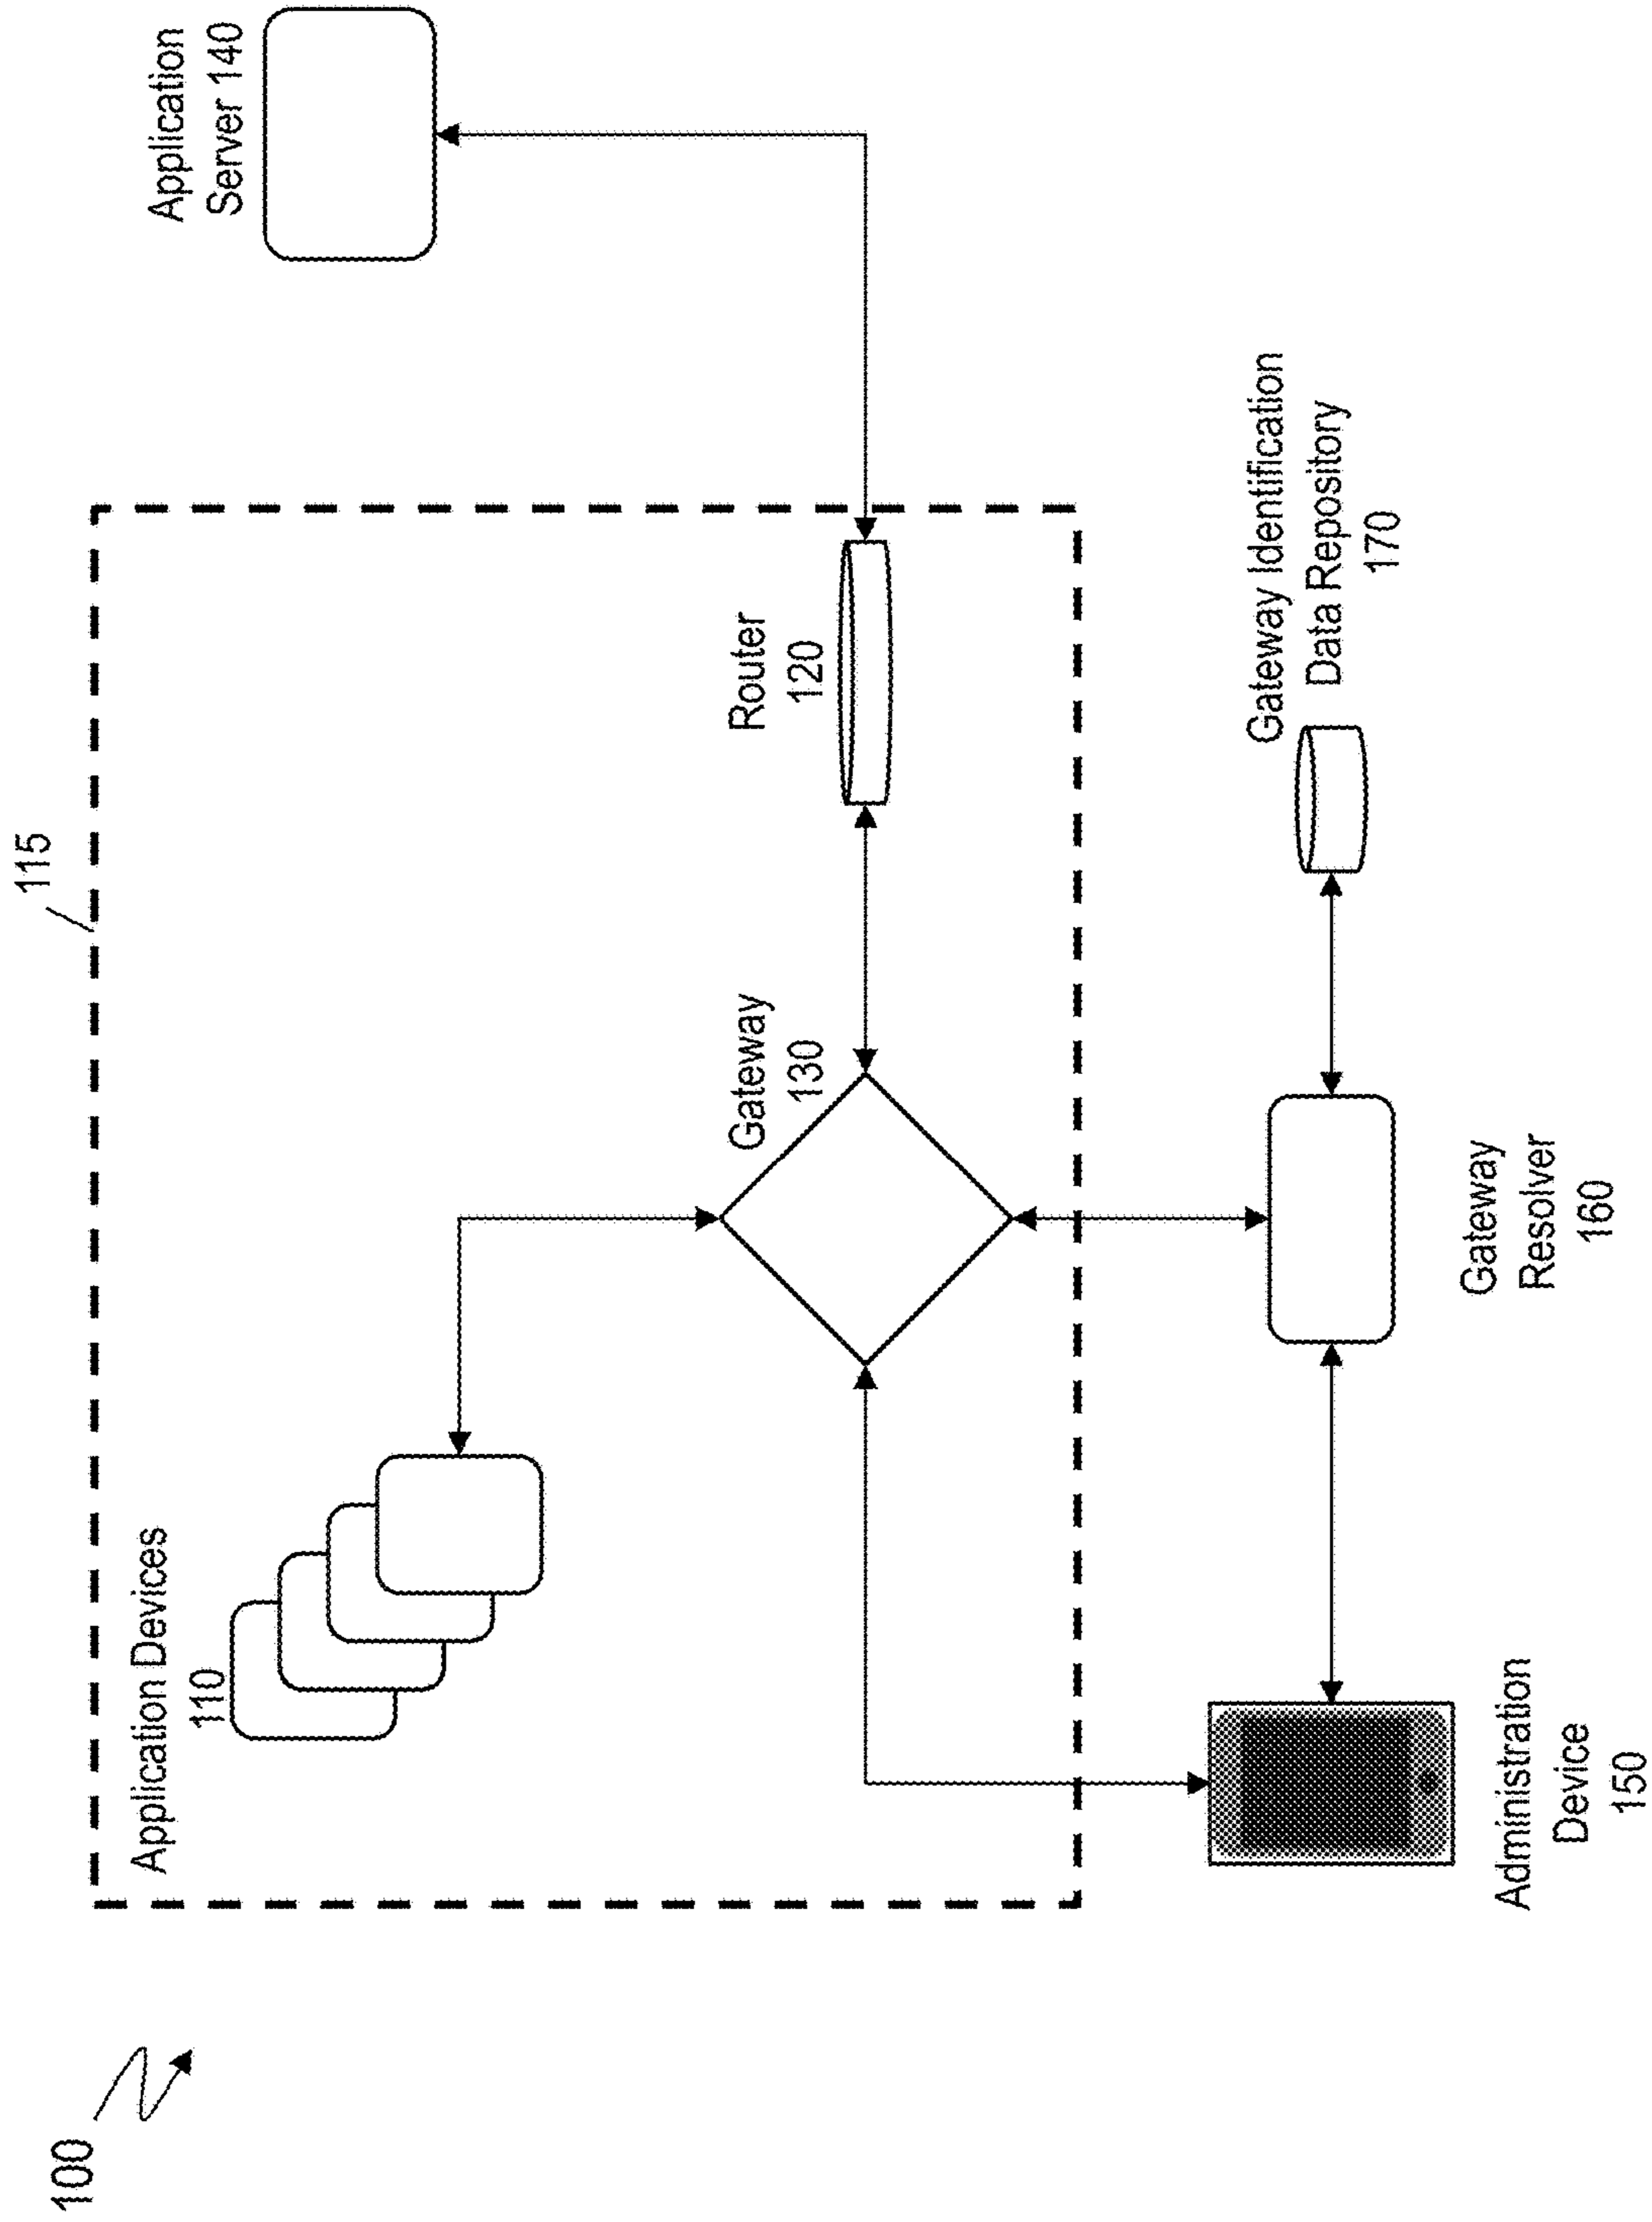 100
115
Application Devices
110
Application
Server 140
Gateway
130
Router
120
Administration
Device
150
Gateway
Resolver
160
Gateway Identification
Data Repository
170